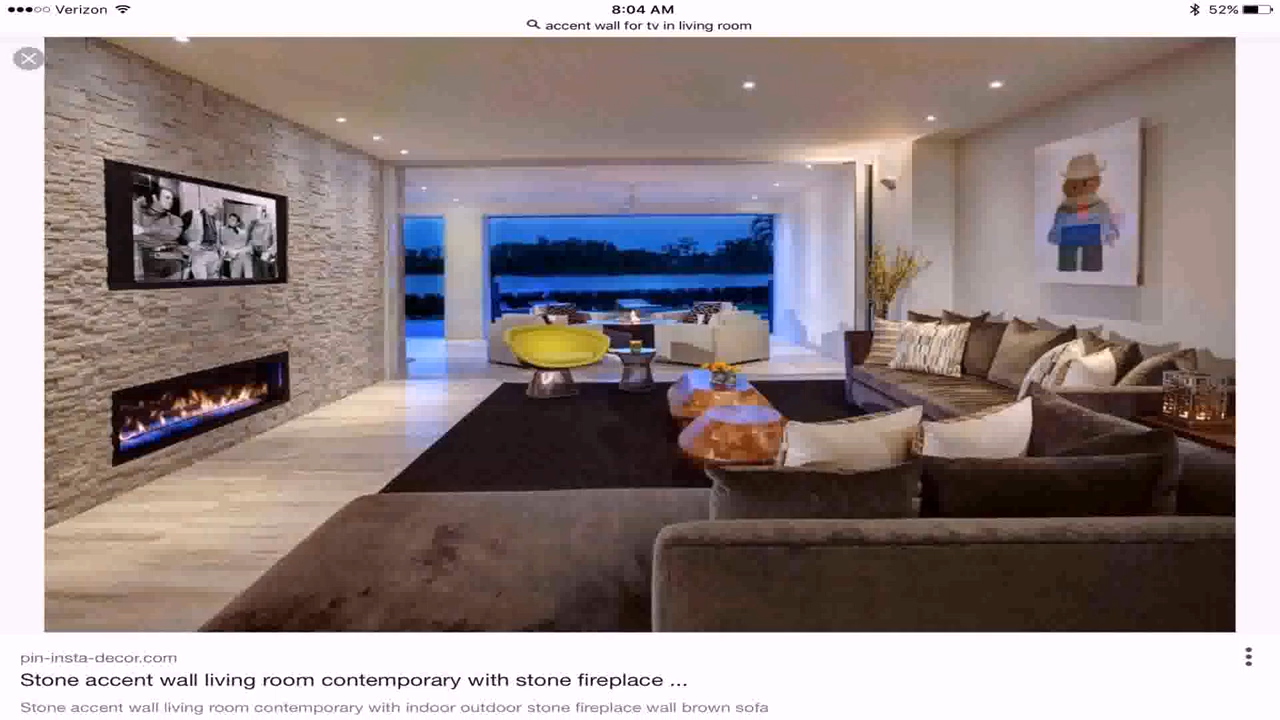 Verizon 8:04 AM 52%
accent wall for tv in living room
pin-insta-decor.com
Stone accent wall living room contemporary with stone fireplace ...
Stone accent wall living room contemporary with indoor outdoor stone fireplace wall brown sofa